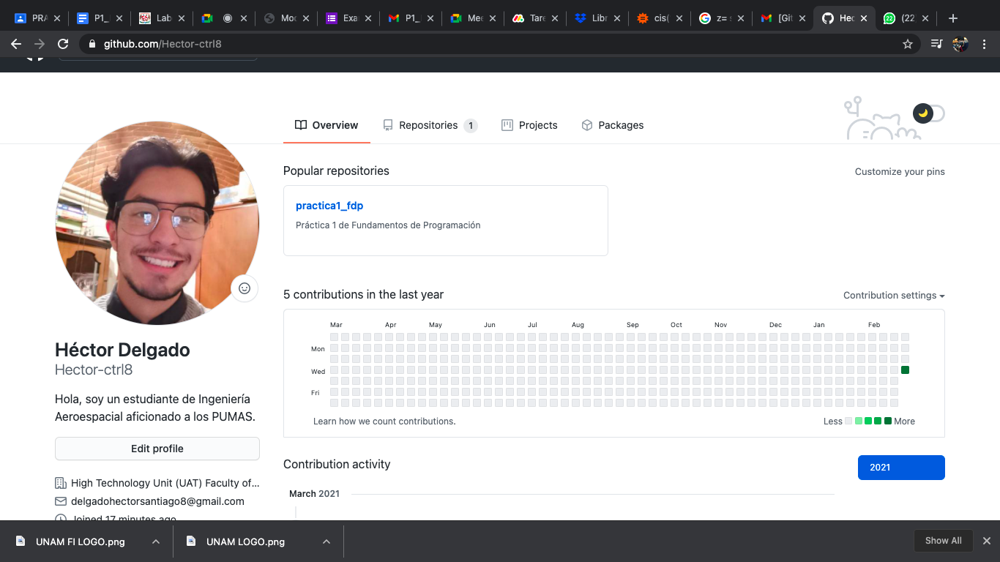 PRA
P1_
Lab
Moc
Exa
P1_
Mee
Tare
Libr
cis(
z= s
[Git
Hec
(22
github.com/Hector-ctrl8
Overview
Repositories 1
Projects
Packages
Popular repositories
Customize your pins
practica1_fdp
Práctica 1 de Fundamentos de Programación
5 contributions in the last year
Contribution settings
Mar Apr May Jun Jul Aug Sep Oct Nov Dec Jan Feb
Mon
Wed
Fri
Learn how we count contributions.
Less More
Héctor Delgado
Hector-ctrl8
Hola, soy un estudiante de Ingeniería
Aeroespacial aficionado a los PUMAS.
Edit profile
High Technology Unit (UAT) Faculty of...
delgadohectorsantiago8@gmail.com
Joined 17 minutes ago
Contribution activity
2021
March 2021
UNAM FI LOGO.png
UNAM LOGO.png
Show All